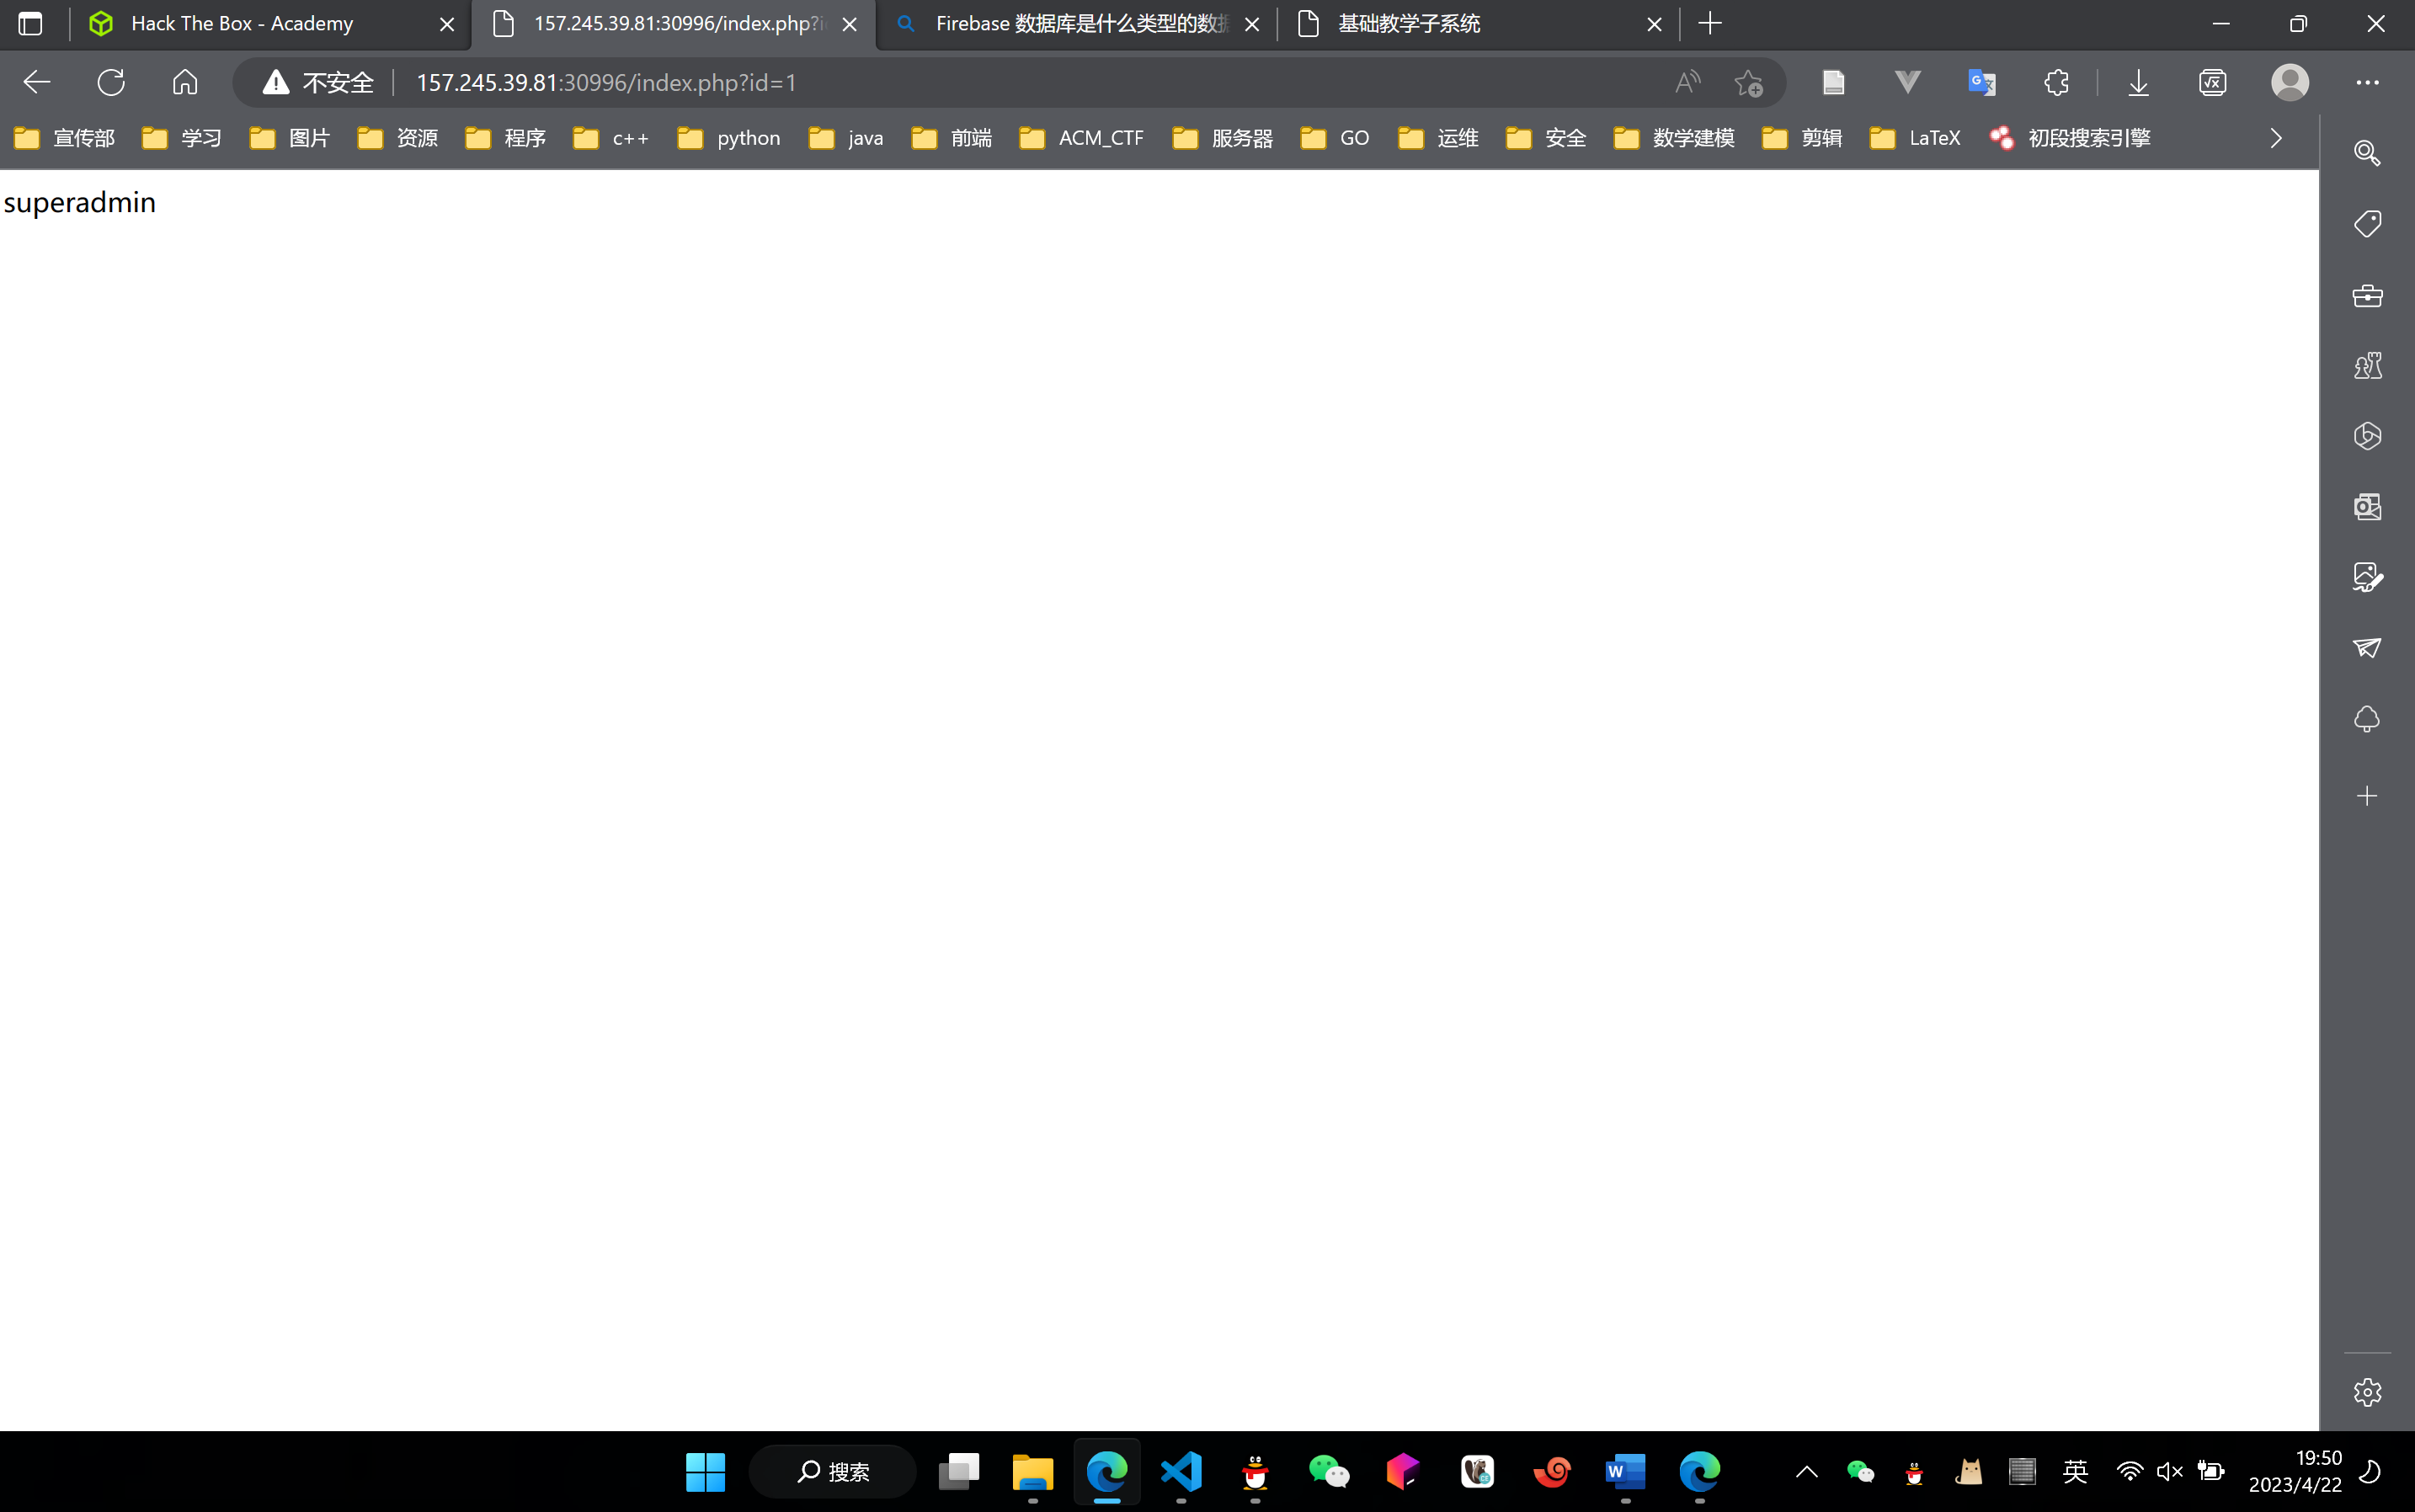 Hack The Box - Academy
157.245.39.81:30996/index.php?i
Firebase 数据库是什么类型的数据
基础教学子系统
不安全 157.245.39.81:30996/index.php?id=1
宣传部 学习 图片 资源 程序 c++ python java 前端 ACM_CTF 服务器 GO 运维 安全 数学建模 剪辑 LaTeX 初段搜索引擎
superadmin
搜索
英
19:50
2023/4/22